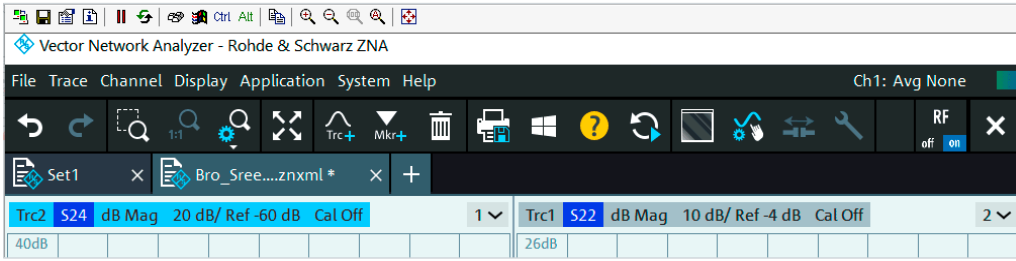 Ctrl Alt
Vector Network Analyzer - Rohde & Schwarz ZNA
File Trace Channel Display Application System Help Ch1: Avg None
1:1 Trc+ Mkr+ ? RF off on
Set1 Bro_Sree....znxml *
Trc2 S24 dB Mag 20 dB/ Ref -60 dB Cal Off 1 Trc1 S22 dB Mag 10 dB/ Ref -4 dB Cal Off 2
40dB 26dB